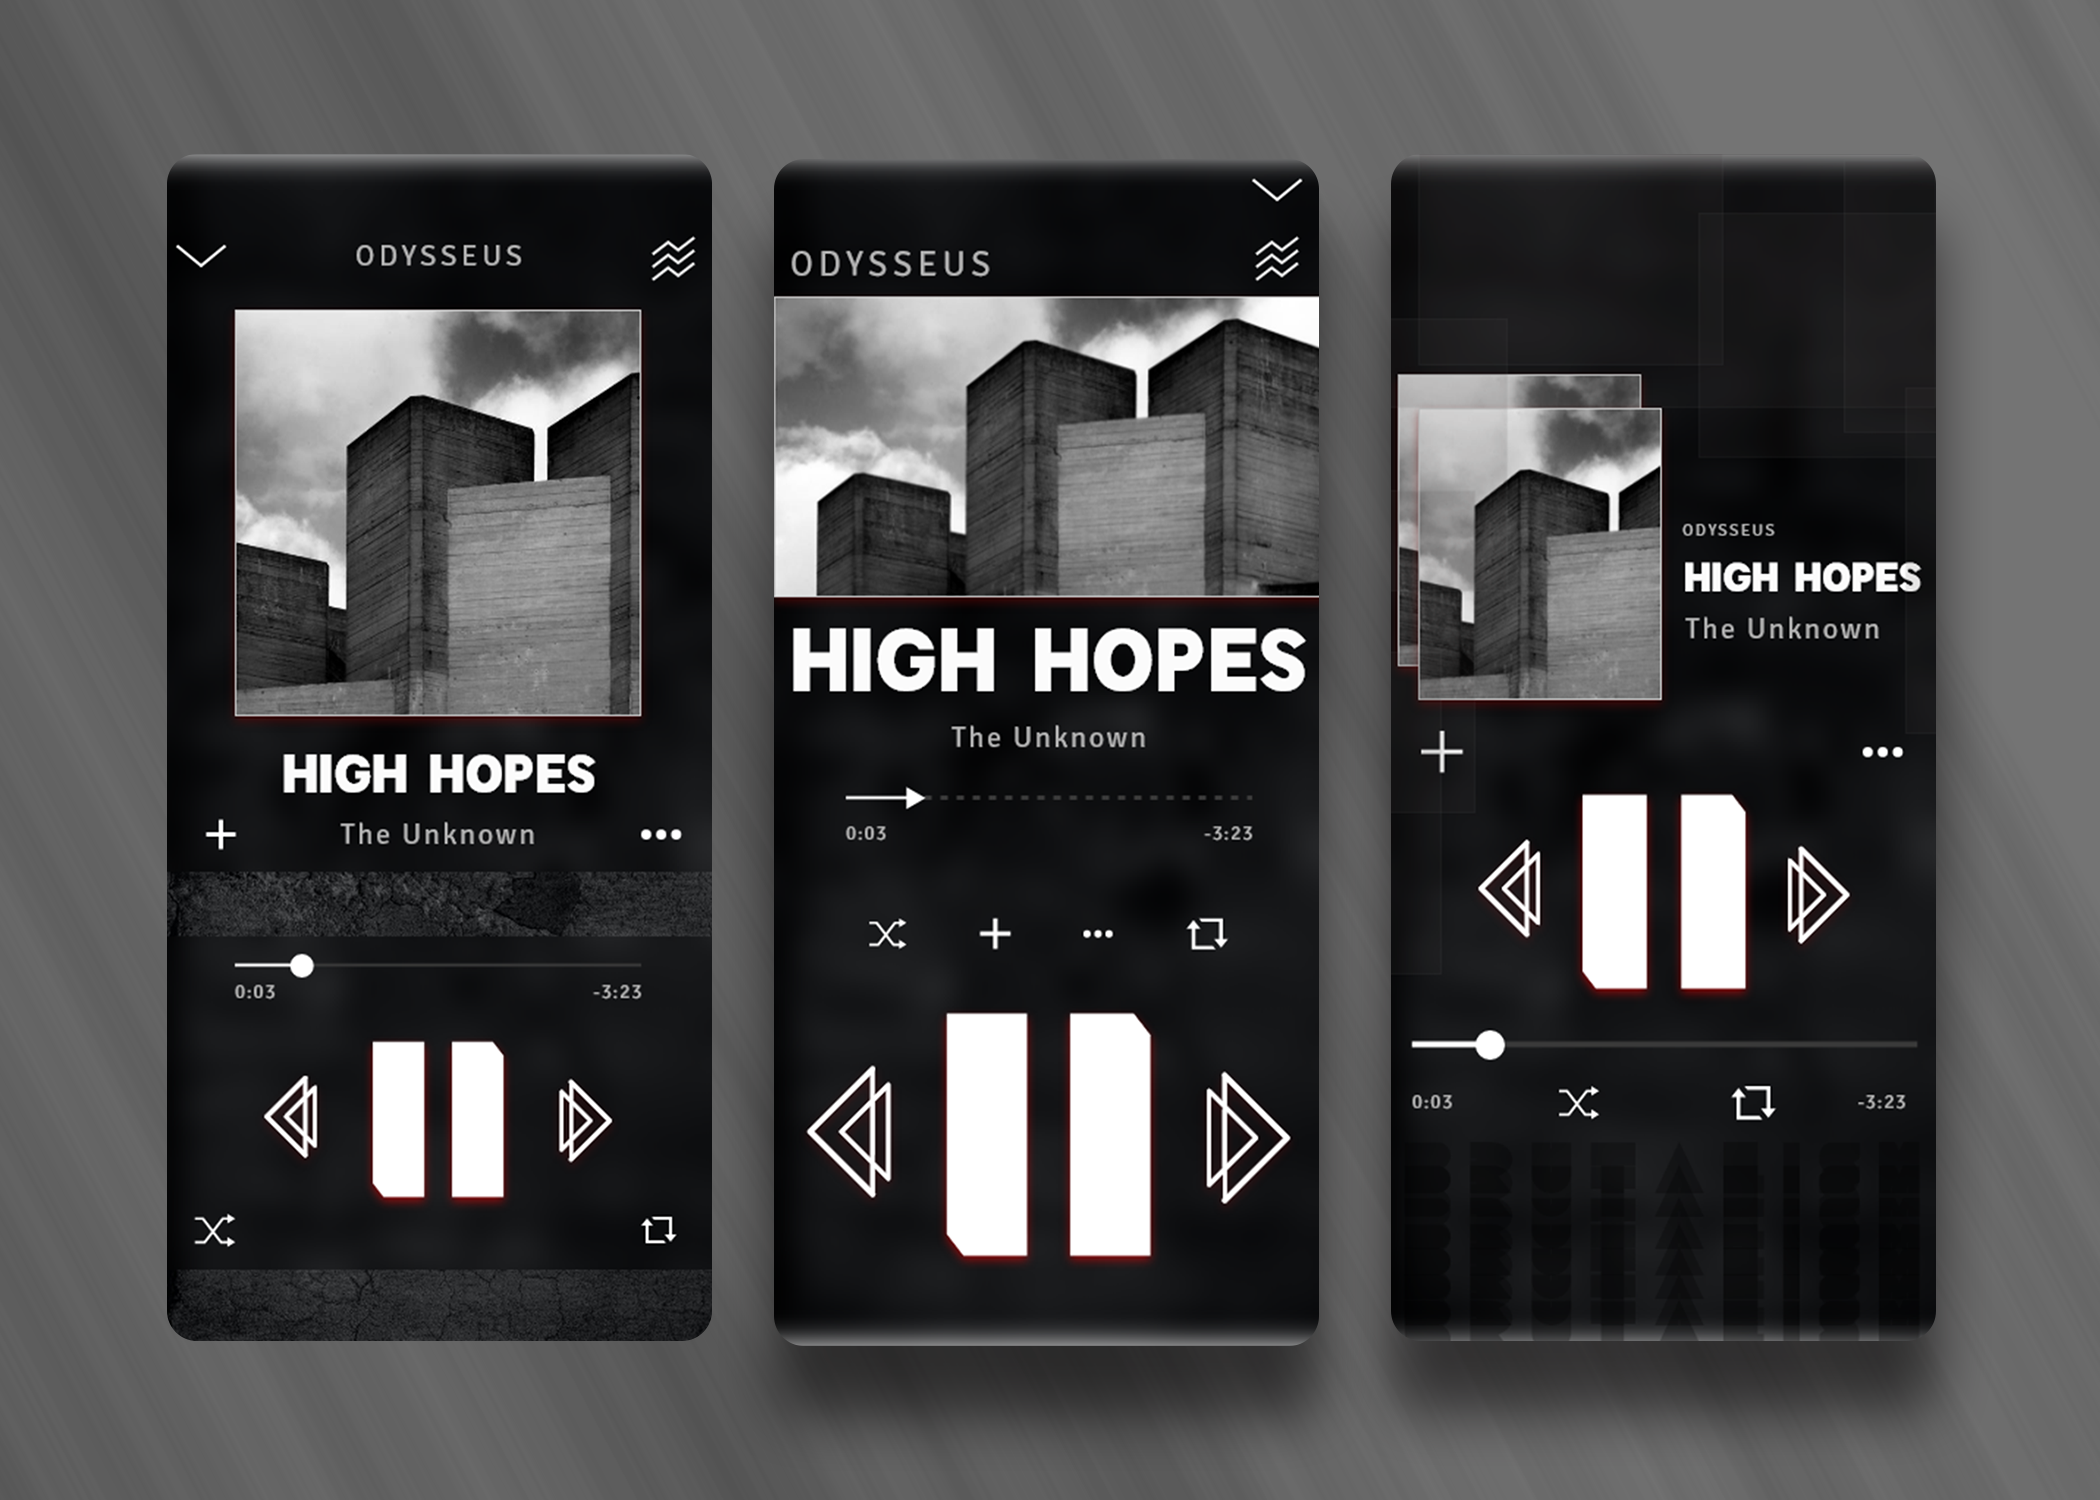 ODYSSEUS
HIGH HOPES
The Unknown
0:03 -3:23
ODYSSEUS
HIGH HOPES
The Unknown
0:03 -3:23
ODYSSEUS
HIGH HOPES
The Unknown
0:03 -3:23